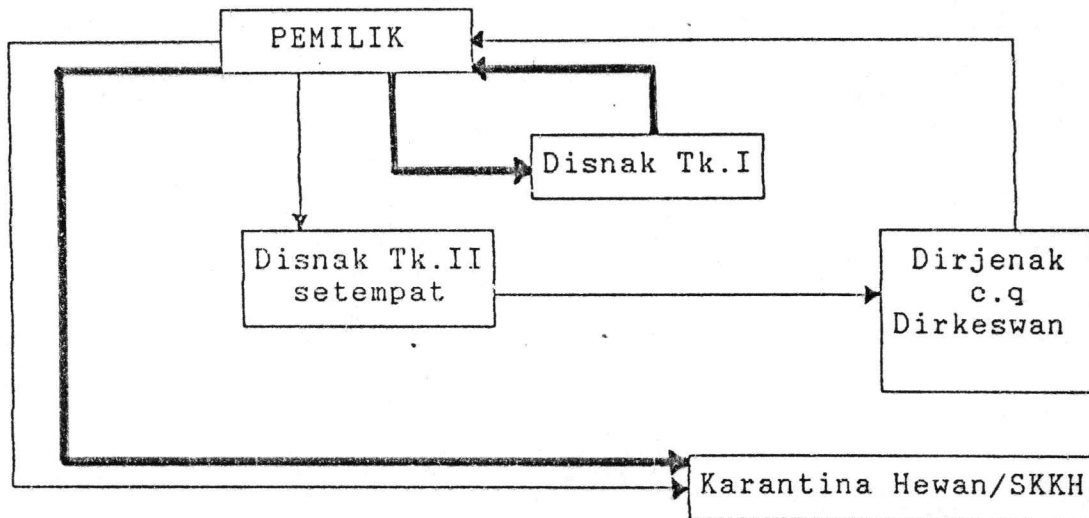 PEMILIK
Disnak Tk.I
Disnak Tk.II
setempat
Dirjenak
c.q
Dirkeswan
Karantina Hewan/SKKH